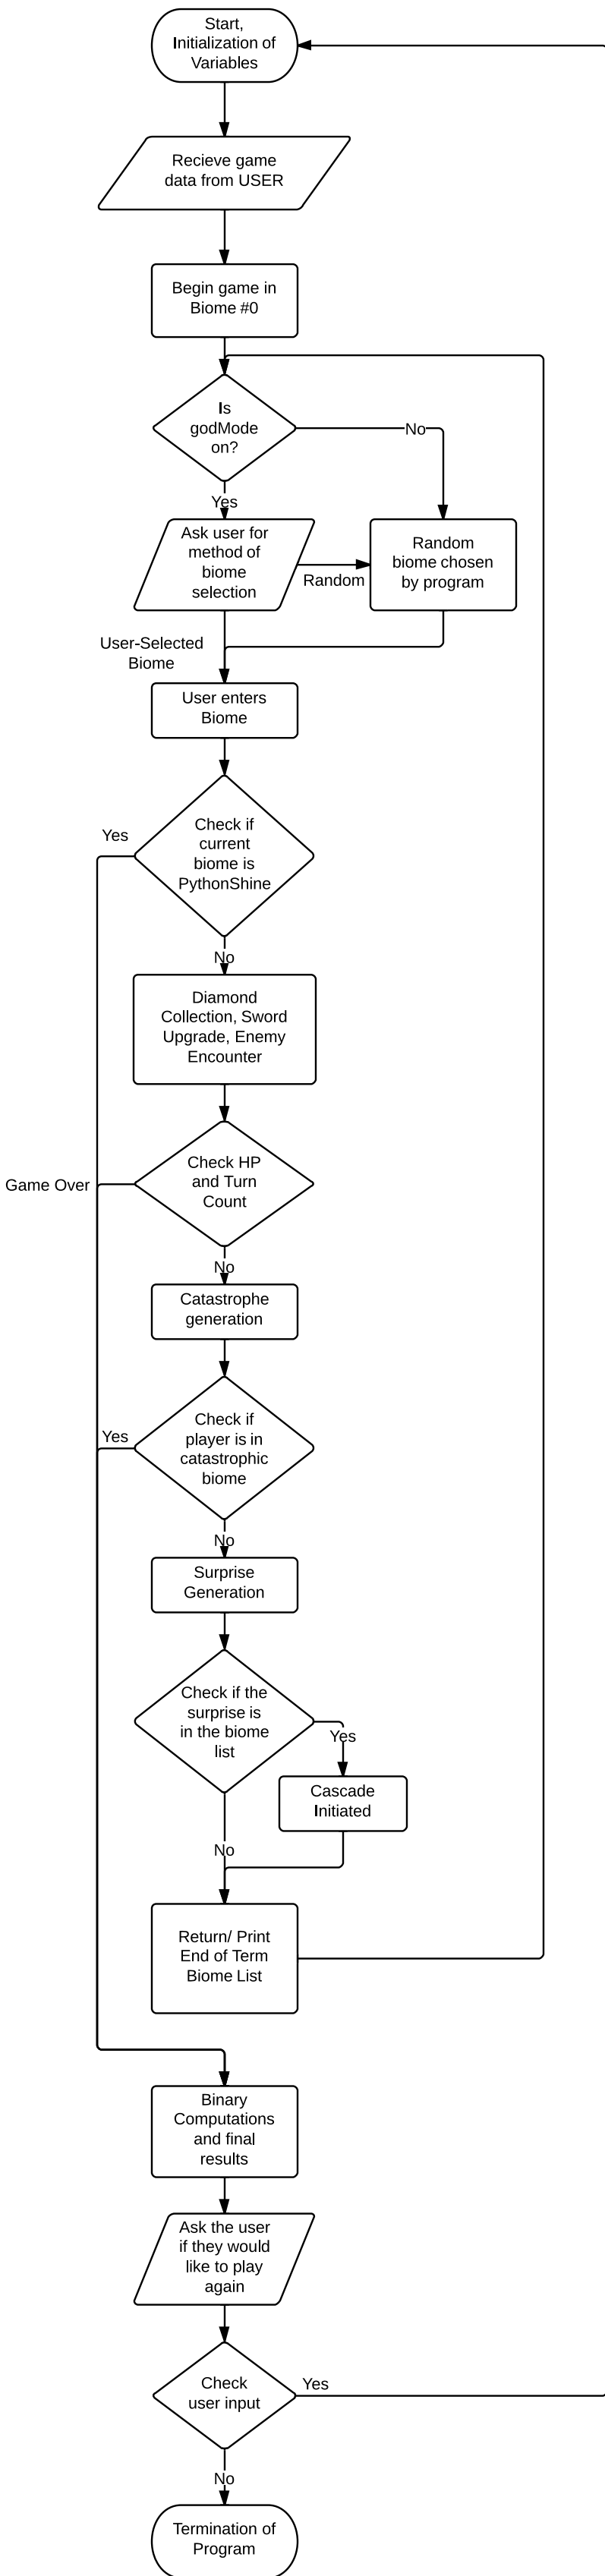 Start,
Initialization of
Variables
Recieve game
data from USER
Begin game in
Biome #0
Is
godMode
on?
No
Yes
Ask user for
method of
biome
selection
Random
Random
biome chosen
by program
User-Selected
Biome
User enters
Biome
Check if
current
biome is
PythonShine
Yes
No
Diamond
Collection, Sword
Upgrade, Enemy
Encounter
Check HP
and Turn
Count
Game Over
No
Catastrophe
generation
Check if
player is in
catastrophic
biome
Yes
No
Surprise
Generation
Check if the
surprise is
in the biome
list
Yes
Cascade
Initiated
No
Return/ Print
End of Term
Biome List
Binary
Computations
and final
results
Ask the user
if they would
like to play
again
Check
user input
Yes
No
Termination of
Program